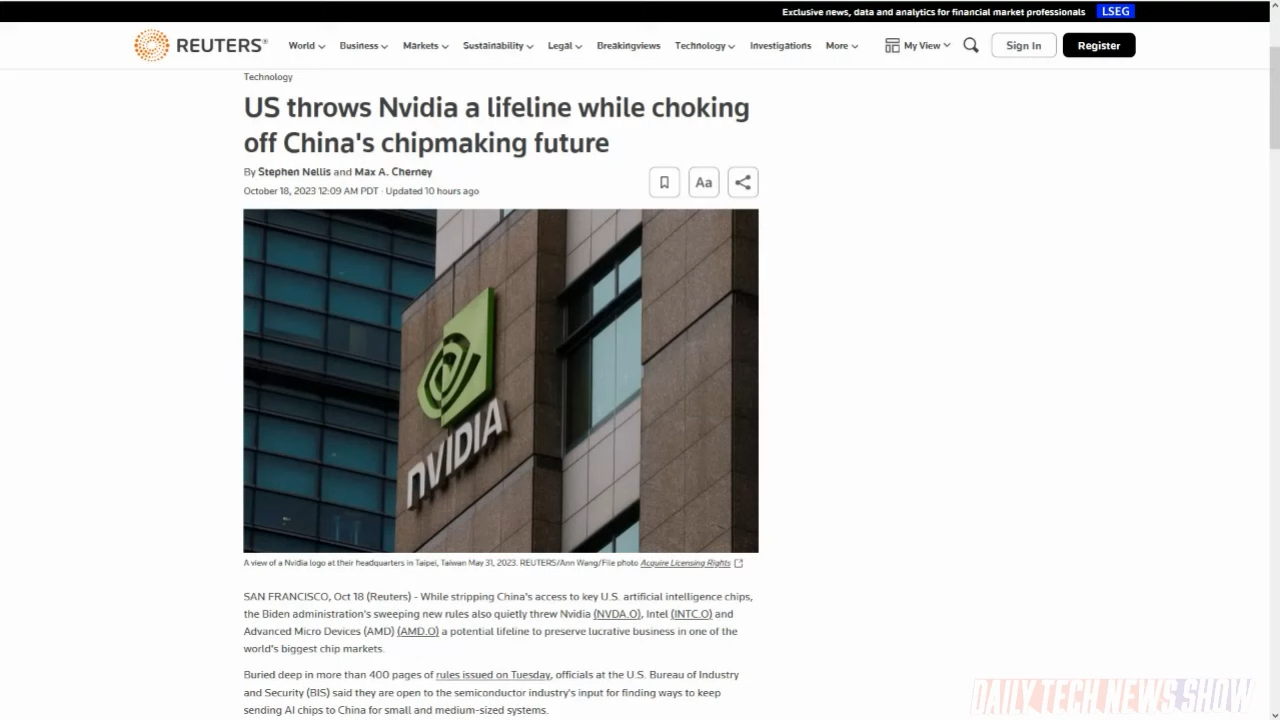 Exclusive news, data and analytics for financial market professionals LSEG
REUTERS® World Business Markets Sustainability Legal Breakingviews Technology Investigations More My View Sign In Register
Technology
US throws Nvidia a lifeline while choking
off China's chipmaking future
By Stephen Nellis and Max A. Cherney
October 18, 2023 12:09 AM PDT · Updated 10 hours ago
Aa
NVIDIA
A view of a Nvidia logo at their headquarters in Taipei, Taiwan May 31, 2023. REUTERS/Ann Wang/File photo Acquire Licensing Rights
SAN FRANCISCO, Oct 18 (Reuters) - While stripping China's access to key U.S. artificial intelligence chips,
the Biden administration's sweeping new rules also quietly threw Nvidia (NVDA.O), Intel (INTC.O) and
Advanced Micro Devices (AMD) (AMD.O) a potential lifeline to preserve lucrative business in one of the
world's biggest chip markets.
Buried deep in more than 400 pages of rules issued on Tuesday, officials at the U.S. Bureau of Industry
and Security (BIS) said they are open to the semiconductor industry's input for finding ways to keep
sending AI chips to China for small and medium-sized systems.
DAILY TECH NEWS SHOW